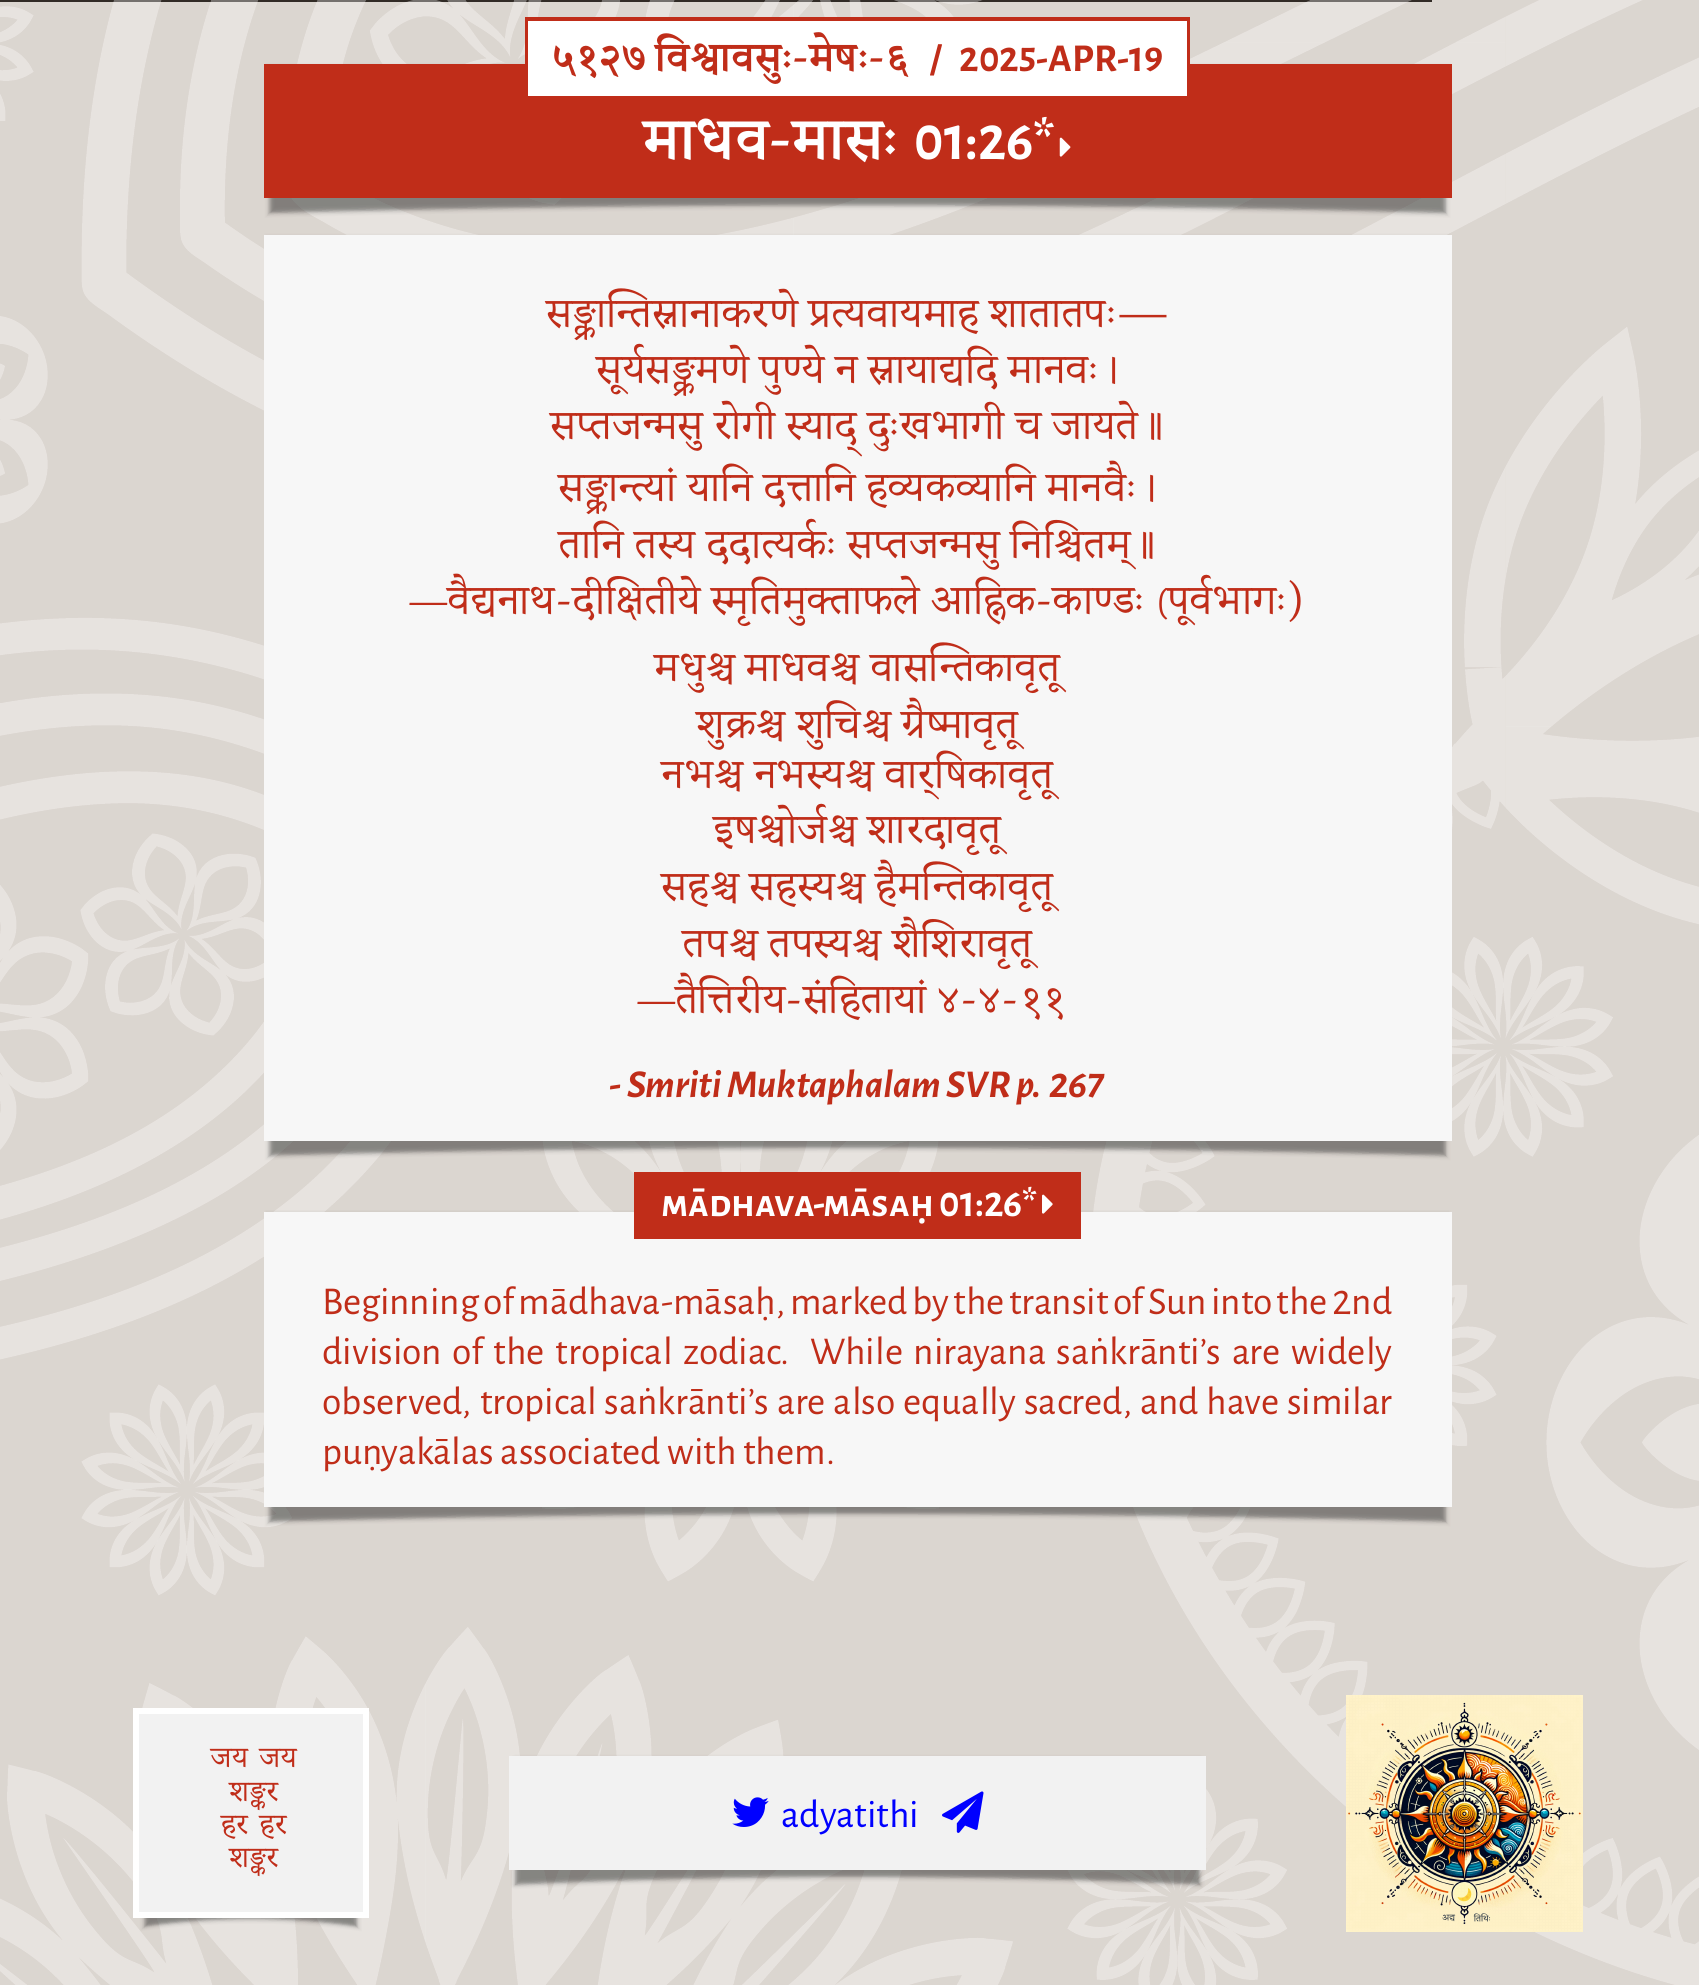 ५१२७ विश्वावसुः-मेषः-६ / 2025-APR-19
माधव-मासः 01:26*
सङ्क्रान्तिस्नानाकरणे प्रत्यवायमाह शातातपः—
सूर्यसङ्क्रमणे पुण्ये न स्नायाद्यदि मानवः।
सप्तजन्मसु रोगी स्याद् दुःखभागी च जायते॥
सङ्क्रान्त्यां यानि दत्तानि हव्यकव्यानि मानवैः।
तानि तस्य ददात्यर्कः सप्तजन्मसु निश्चितम्॥
—वैद्यनाथ-दीक्षितीये स्मृतिमुक्ताफले आह्निक-काण्डः (पूर्वभागः)
मधुश्च माधवश्च वासन्तिकावृतू
शुक्रश्च शुचिश्च ग्रैष्मावृतू
नभश्च नभस्यश्च वार्‌षिकावृतू
इषश्चोर्जश्च शारदावृतू
सहश्च सहस्यश्च हैमन्तिकावृतू
तपश्च तपस्यश्च शैशिरावृतू
—तैत्तिरीय-संहितायां ४-४-११
- Smriti Muktaphalam SVR p. 267
MĀDHAVA-MĀSAḤ 01:26*
Beginning of mādhava-māsaḥ, marked by the transit of Sun into the 2nd
division of the tropical zodiac. While nirayana saṅkrānti’s are widely
observed, tropical saṅkrānti’s are also equally sacred, and have similar
puṇyakālas associated with them.
जय जय
शङ्कर
हर हर
शङ्कर
adyatithi
अद्य तिथिः